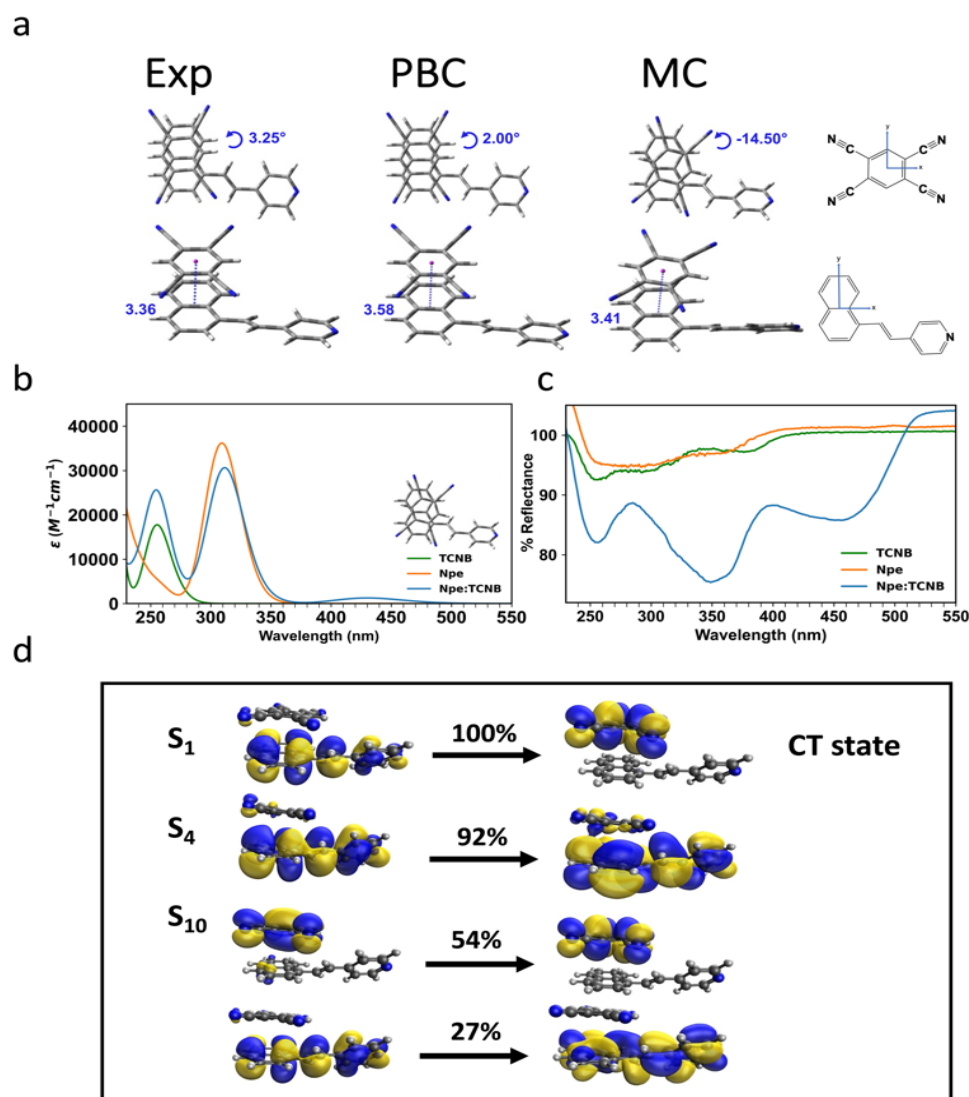 a
Exp PBC MC
3.25° 2.00° -14.50°
y
x
N C C N
N C C N
3.36 3.58 3.41
y
x
N
b
ε (M⁻¹cm⁻¹)
40000
30000
20000
10000
0
250 300 350 400 450 500 550
Wavelength (nm)
TCNB
Npe
Npe:TCNB
c
% Reflectance
100
90
80
250 300 350 400 450 500 550
Wavelength (nm)
TCNB
Npe
Npe:TCNB
d
S₁ 100% CT state
S₄ 92%
S₁₀ 54%
27%